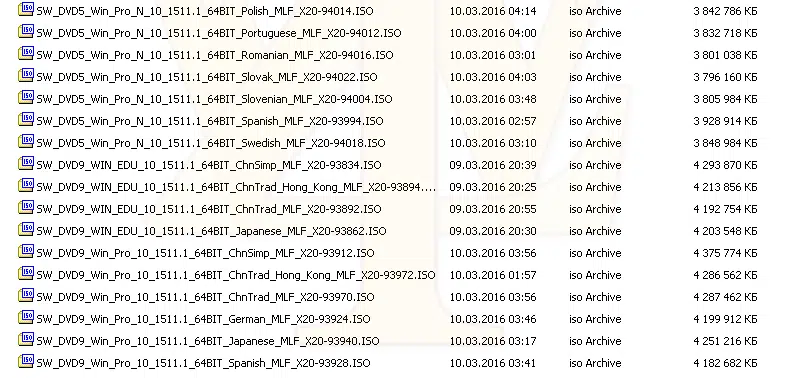 SW_DVD5_Win_Pro_N_10_1511.1_64BIT_Polish_MLF_X20-94014.ISO 10.03.2016 04:14 iso Archive 3 842 786 КБ
SW_DVD5_Win_Pro_N_10_1511.1_64BIT_Portuguese_MLF_X20-94012.ISO 10.03.2016 04:00 iso Archive 3 832 718 КБ
SW_DVD5_Win_Pro_N_10_1511.1_64BIT_Romanian_MLF_X20-94016.ISO 10.03.2016 03:01 iso Archive 3 801 038 КБ
SW_DVD5_Win_Pro_N_10_1511.1_64BIT_Slovak_MLF_X20-94022.ISO 10.03.2016 04:03 iso Archive 3 796 160 КБ
SW_DVD5_Win_Pro_N_10_1511.1_64BIT_Slovenian_MLF_X20-94004.ISO 10.03.2016 03:48 iso Archive 3 805 984 КБ
SW_DVD5_Win_Pro_N_10_1511.1_64BIT_Spanish_MLF_X20-93994.ISO 10.03.2016 02:57 iso Archive 3 928 914 КБ
SW_DVD5_Win_Pro_N_10_1511.1_64BIT_Swedish_MLF_X20-94018.ISO 10.03.2016 03:10 iso Archive 3 848 984 КБ
SW_DVD9_WIN_EDU_10_1511.1_64BIT_ChnSimp_MLF_X20-93834.ISO 09.03.2016 20:39 iso Archive 4 293 870 КБ
SW_DVD9_WIN_EDU_10_1511.1_64BIT_ChnTrad_Hong_Kong_MLF_X20-93894.... 09.03.2016 20:25 iso Archive 4 213 856 КБ
SW_DVD9_WIN_EDU_10_1511.1_64BIT_ChnTrad_MLF_X20-93892.ISO 09.03.2016 20:55 iso Archive 4 192 754 КБ
SW_DVD9_WIN_EDU_10_1511.1_64BIT_Japanese_MLF_X20-93862.ISO 09.03.2016 20:30 iso Archive 4 203 548 КБ
SW_DVD9_Win_Pro_10_1511.1_64BIT_ChnSimp_MLF_X20-93912.ISO 10.03.2016 03:56 iso Archive 4 375 774 КБ
SW_DVD9_Win_Pro_10_1511.1_64BIT_ChnTrad_Hong_Kong_MLF_X20-93972.ISO 10.03.2016 01:57 iso Archive 4 286 562 КБ
SW_DVD9_Win_Pro_10_1511.1_64BIT_ChnTrad_MLF_X20-93970.ISO 10.03.2016 03:56 iso Archive 4 287 462 КБ
SW_DVD9_Win_Pro_10_1511.1_64BIT_German_MLF_X20-93924.ISO 10.03.2016 03:46 iso Archive 4 199 912 КБ
SW_DVD9_Win_Pro_10_1511.1_64BIT_Japanese_MLF_X20-93940.ISO 10.03.2016 03:17 iso Archive 4 251 216 КБ
SW_DVD9_Win_Pro_10_1511.1_64BIT_Spanish_MLF_X20-93928.ISO 10.03.2016 03:41 iso Archive 4 182 682 КБ